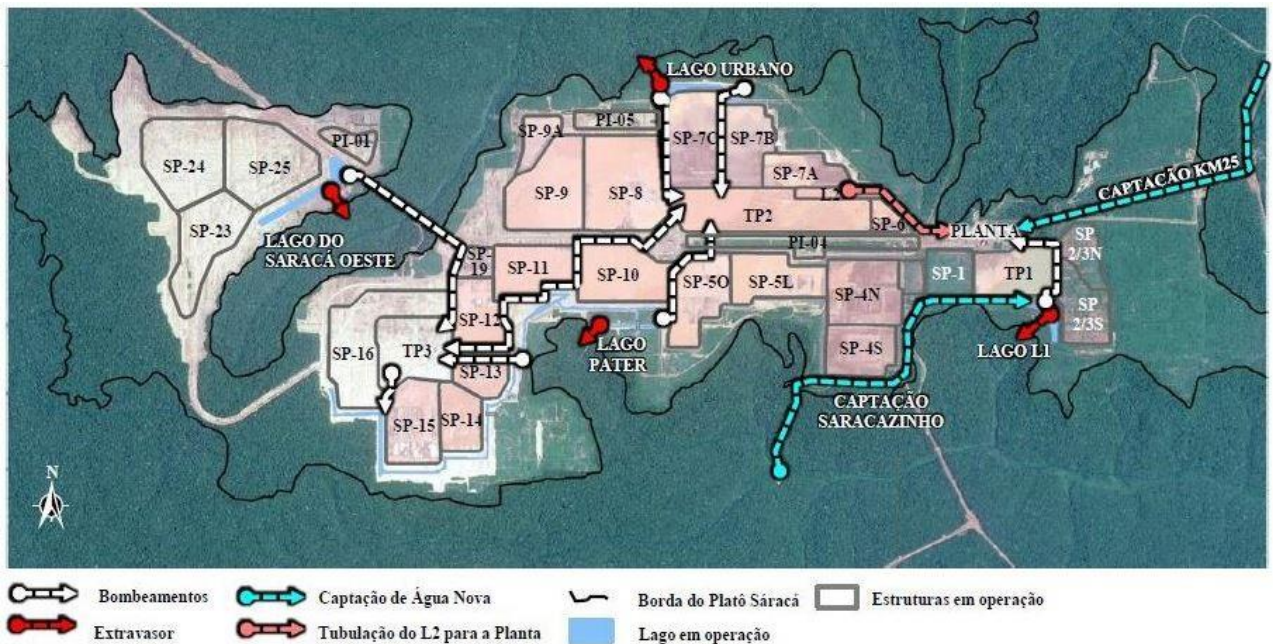 LAGO URBANO
PI-05
SP-9A
SP-7C
SP-7B
PI-01
SP-24
SP-25
SP-7A
SP-9
SP-8
L2
CAPTAÇÃO KM25
TP2
SP-6
SP-23
LAGO DO
SARACÁ OESTE
PLANTA
PI-04
SP
2/3N
SP-
19
SP-11
SP-10
SP-5O
SP-5L
SP-1
TP1
SP-4N
SP-12
SP
2/3S
SP-16
TP3
LAGO
PATER
SP-4S
LAGO L1
SP-13
CAPTAÇÃO
SARACAZINHO
SP-15
SP-14
N
Bombeamentos
Captação de Água Nova
Borda do Platô Sáracá
Estruturas em operação
Extravasor
Tubulação do L2 para a Planta
Lago em operação